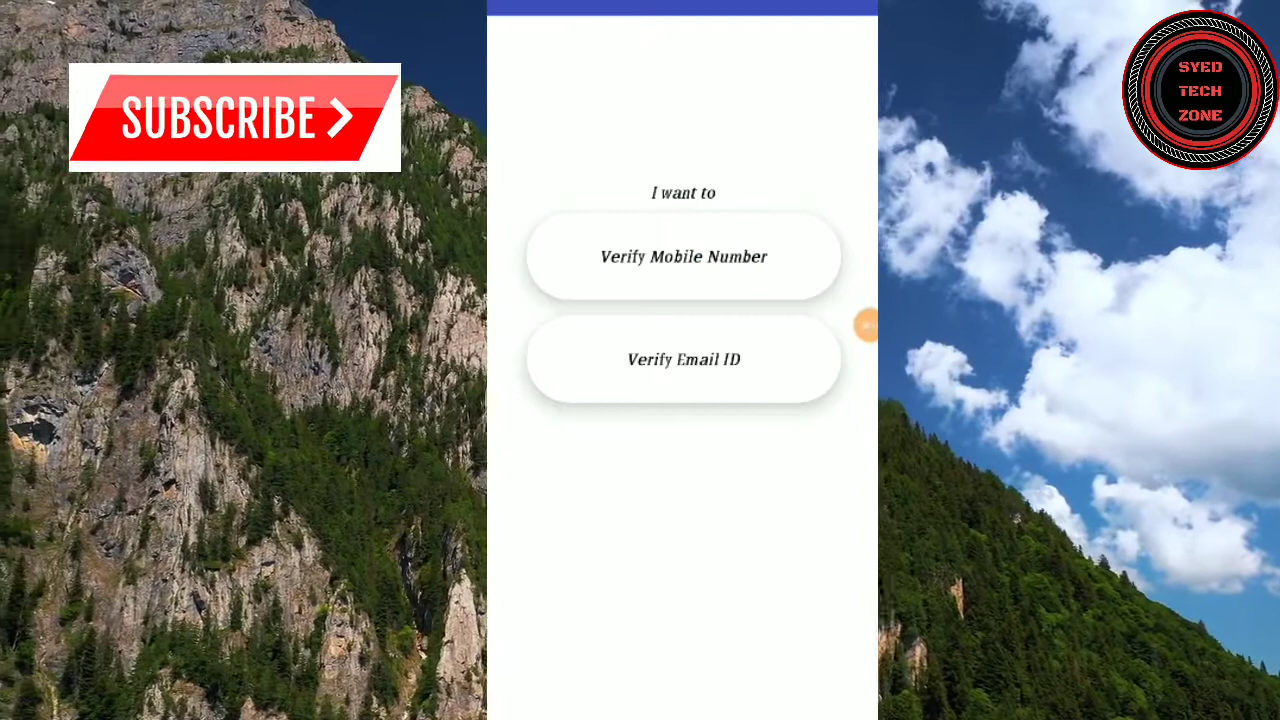 SUBSCRIBE
SYED
TECH
ZONE
I want to
Verify Mobile Number
Verify Email ID